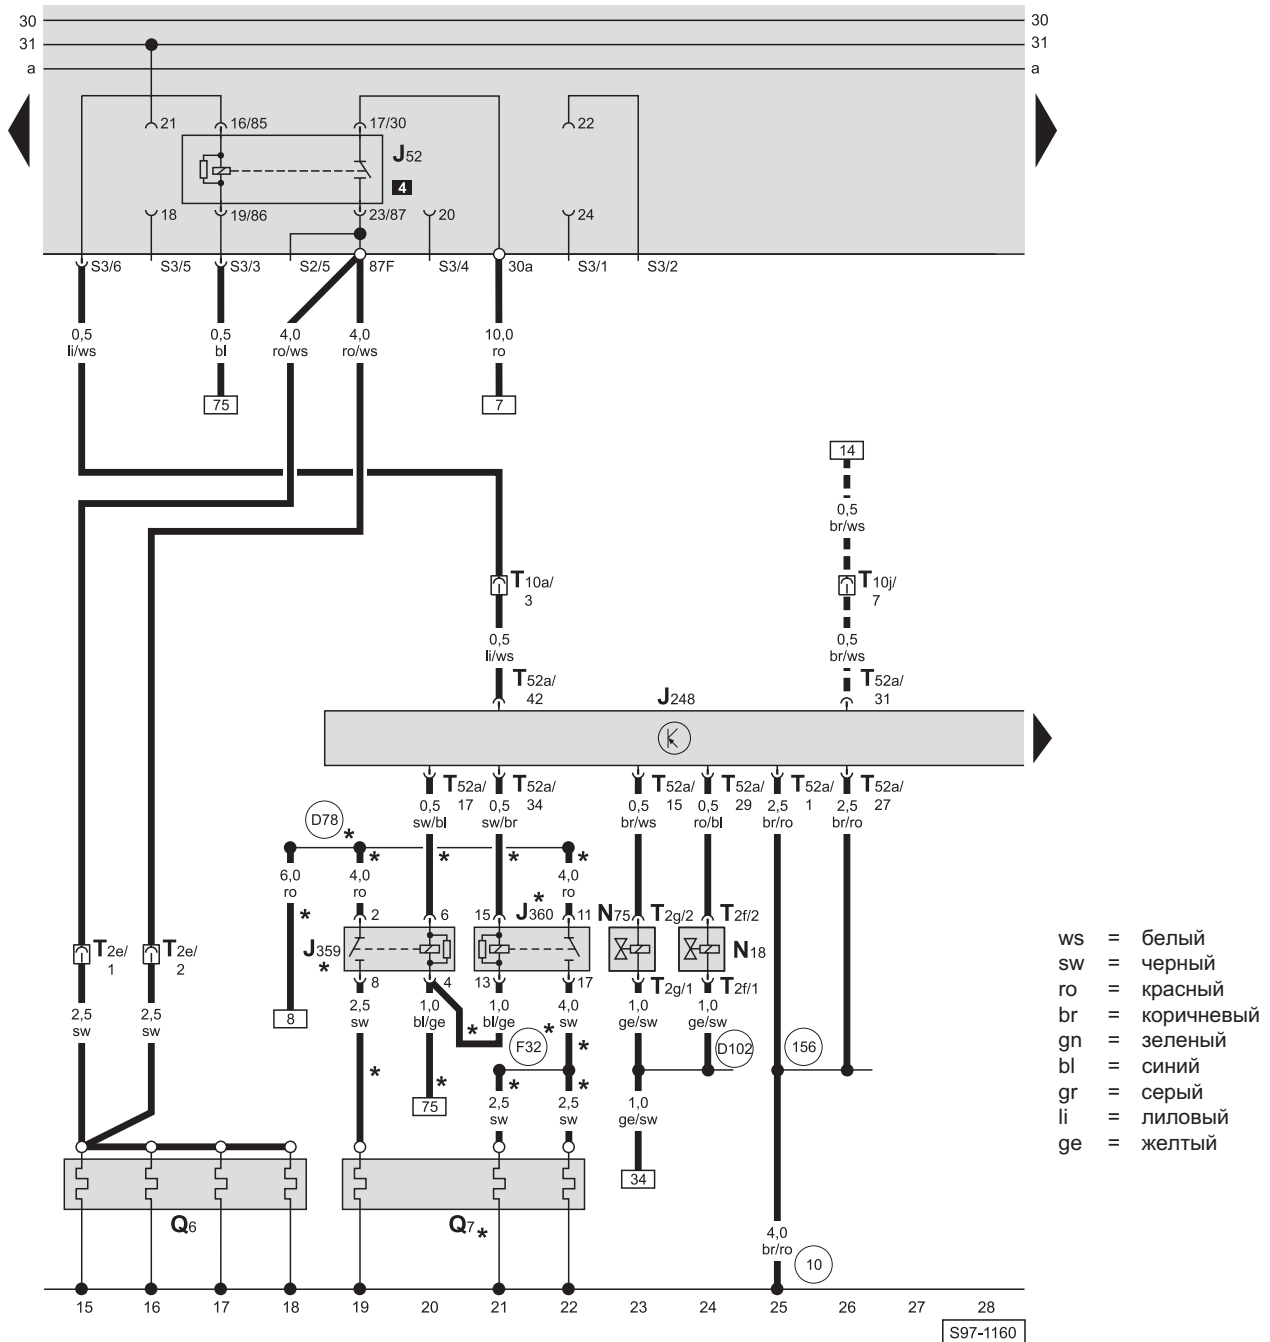 30 30
31 31
a a
21 16/85 17/30 22
J52
4
18 19/86 23/87 20 24
S3/6 S3/5 S3/3 S2/5 87F S3/4 30a S3/1 S3/2
0,5 0,5 4,0 4,0 10,0
li/ws bl ro/ws ro/ws ro
75 7
14
0,5
br/ws
T10a/ T10j/
3 7
0,5 0,5
li/ws br/ws
T52a/ T52a/
42 J248 31
T52a/ T52a/ T52a/ T52a/ T52a/ T52a/
17 34 15 29 1 27
0,5 0,5 0,5 0,5 2,5 2,5
sw/bl sw/br br/ws ro/bl br/ro br/ro
D78 *
* * * *
6,0 4,0 4,0
ro ro ro
* 2 6 15 J360 * 11 N75 T2g/2 T2f/2
J359 * N18
T2e/ T2e/
1 2
8 4 13 17 T2g/1 T2f/1
2,5 2,5 8 2,5 1,0 1,0 4,0 1,0 1,0
sw sw sw bl/ge bl/ge sw ge/sw ge/sw
* * F32 * * D102 156
* * * *
75 2,5 2,5 1,0
sw sw ge/sw
34
Q6 Q7 *
4,0
br/ro 10
15 16 17 18 19 20 21 22 23 24 25 26 27 28
S97-1160
ws = белый
sw = черный
ro = красный
br = коричневый
gn = зеленый
bl = синий
gr = серый
li = лиловый
ge = желтый